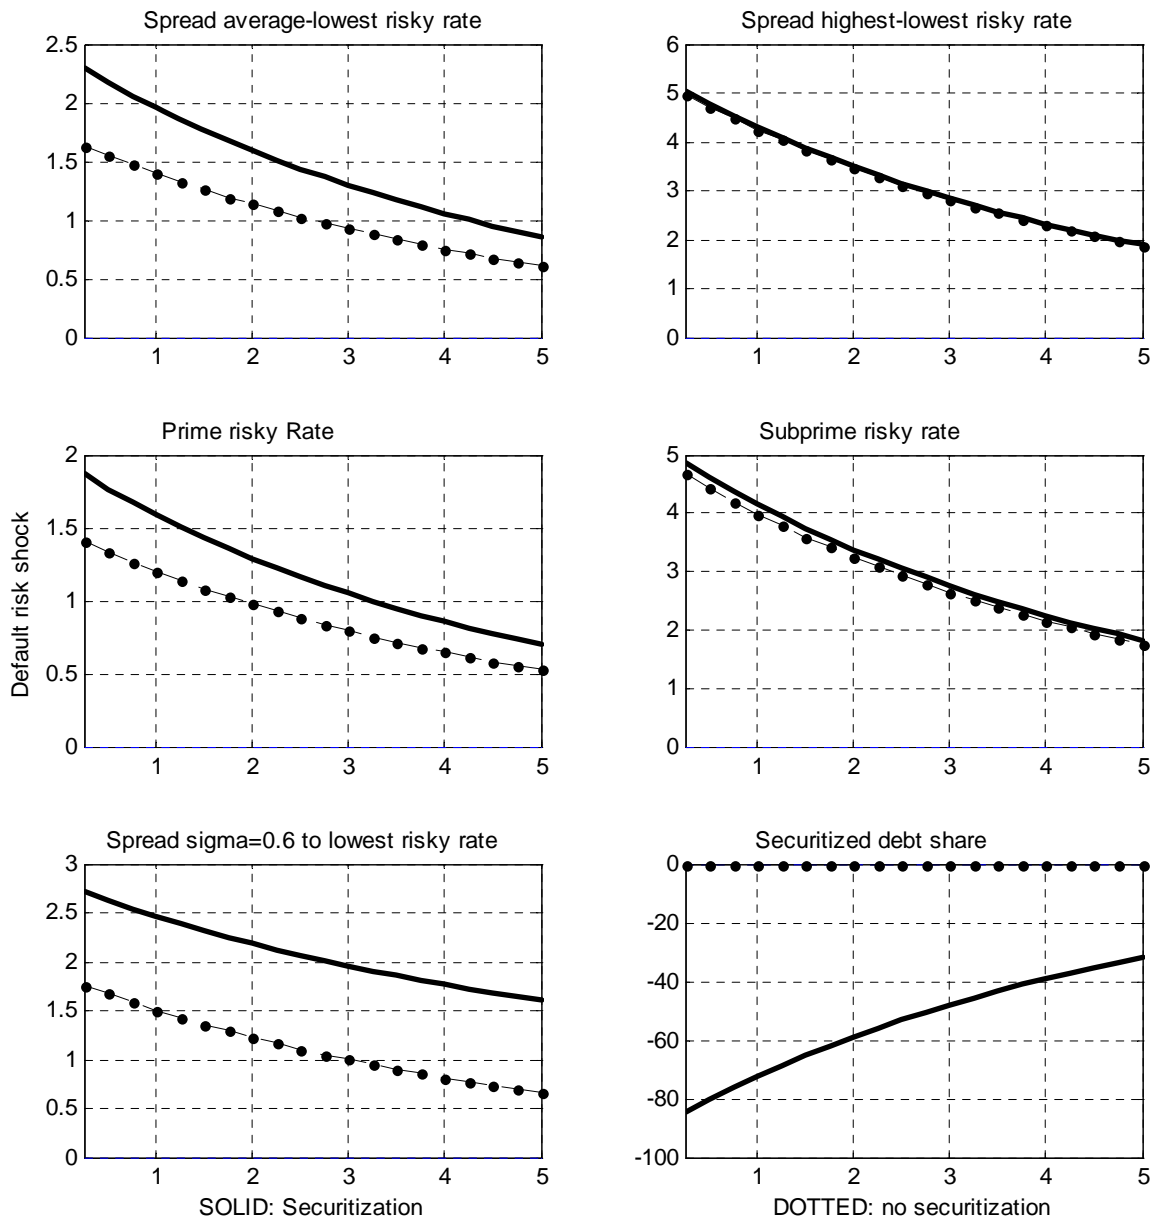 Spread average-lowest risky rate
2.5
2
1.5
1
0.5
0
1 2 3 4 5
Spread highest-lowest risky rate
6
5
4
3
2
1
0
1 2 3 4 5
Default risk shock
Prime risky Rate
2
1.5
1
0.5
0
1 2 3 4 5
Subprime risky rate
5
4
3
2
1
0
1 2 3 4 5
Spread sigma=0.6 to lowest risky rate
3
2.5
2
1.5
1
0.5
0
1 2 3 4 5
SOLID: Securitization
Securitized debt share
0
-20
-40
-60
-80
-100
1 2 3 4 5
DOTTED: no securitization